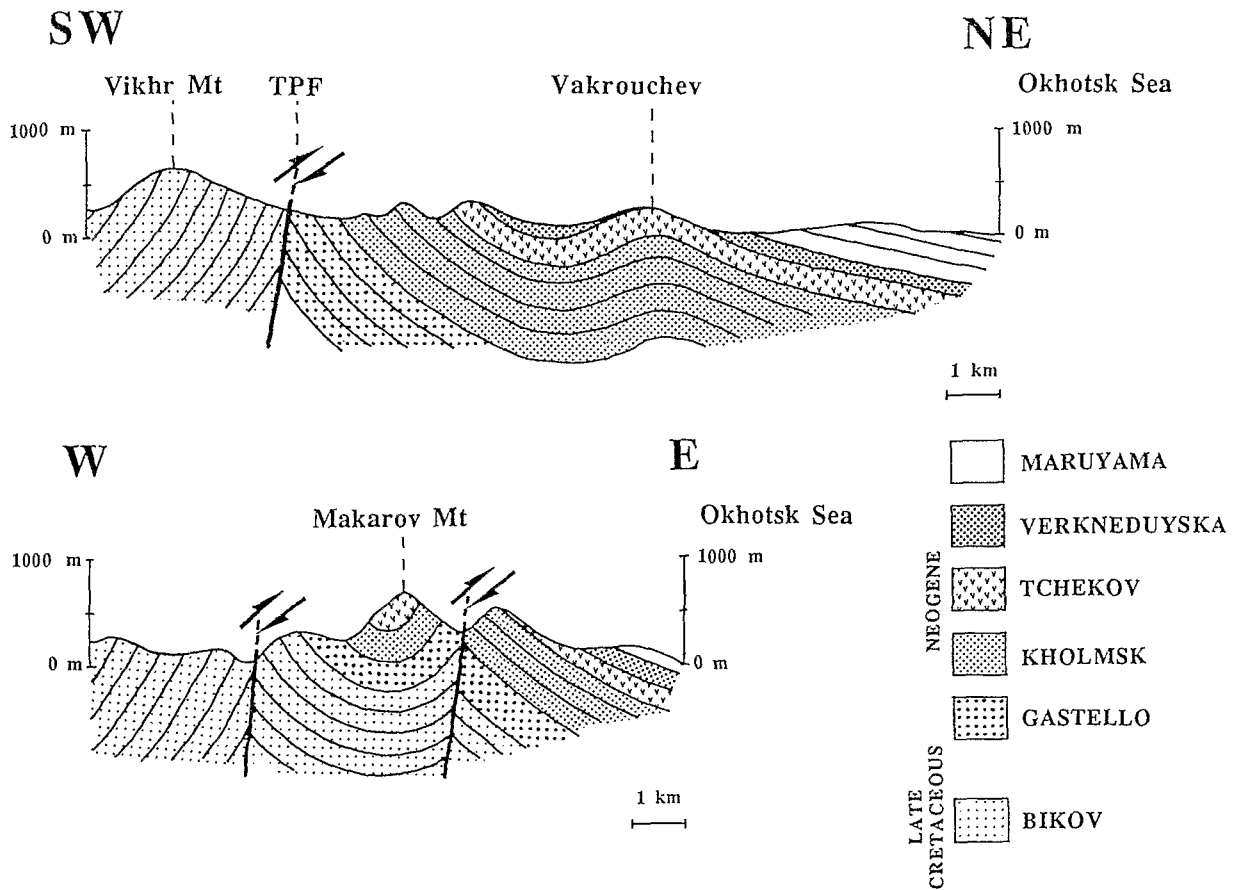 SW NE
Vikhr Mt TPF Vakrouchev Okhotsk Sea
1000 m 1000 m
0 m 0 m
1 km
W E
Makarov Mt Okhotsk Sea
1000 m 1000 m
0 m 0 m
1 km
MARUYAMA
VERKNEDUYSKA
TCHEKOV
KHOLMSK
GASTELLO
BIKOV
NEOGENE
LATE
CRETACEOUS